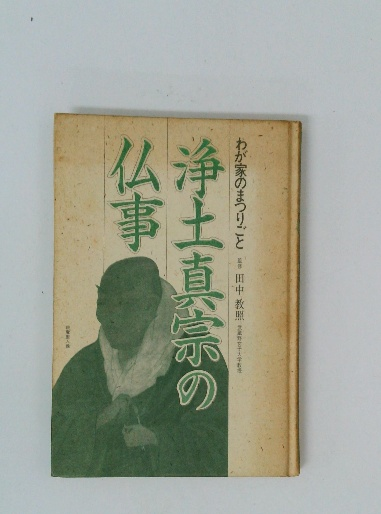 わが家のまつりごと
監修 田中教照
浄土真宗の
仏事